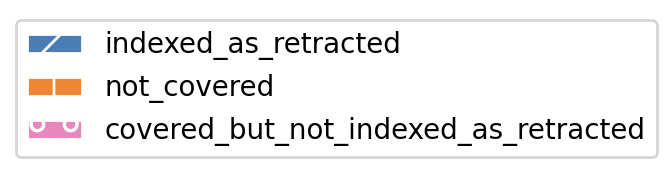 indexed_as_retracted
not_covered
covered_but_not_indexed_as_retracted